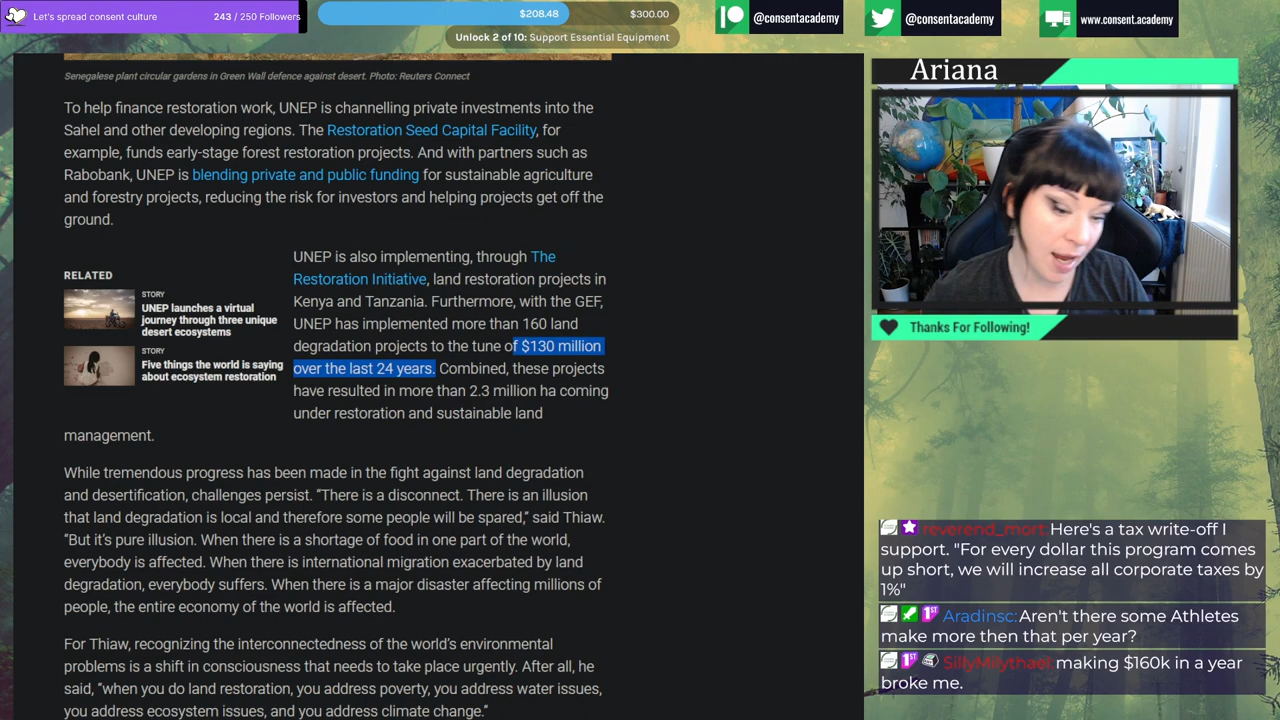 Let's spread consent culture
243 / 250 Followers
$208.48
$300.00
Unlock 2 of 10: Support Essential Equipment
@consentacademy
@consentacademy
www.consent.academy
Senegalese plant circular gardens in Green Wall defence against desert. Photo: Reuters Connect
To help finance restoration work, UNEP is channelling private investments into the
Sahel and other developing regions. The Restoration Seed Capital Facility, for
example, funds early-stage forest restoration projects. And with partners such as
Rabobank, UNEP is blending private and public funding for sustainable agriculture
and forestry projects, reducing the risk for investors and helping projects get off the
ground.
RELATED
STORY
UNEP launches a virtual
journey through three unique
desert ecosystems
STORY
Five things the world is saying
about ecosystem restoration
UNEP is also implementing, through The
Restoration Initiative, land restoration projects in
Kenya and Tanzania. Furthermore, with the GEF,
UNEP has implemented more than 160 land
degradation projects to the tune of $130 million
over the last 24 years. Combined, these projects
have resulted in more than 2.3 million ha coming
under restoration and sustainable land
management.
While tremendous progress has been made in the fight against land degradation
and desertification, challenges persist. “There is a disconnect. There is an illusion
that land degradation is local and therefore some people will be spared,” said Thiaw.
“But it’s pure illusion. When there is a shortage of food in one part of the world,
everybody is affected. When there is international migration exacerbated by land
degradation, everybody suffers. When there is a major disaster affecting millions of
people, the entire economy of the world is affected.
For Thiaw, recognizing the interconnectedness of the world’s environmental
problems is a shift in consciousness that needs to take place urgently. After all, he
said, “when you do land restoration, you address poverty, you address water issues,
you address ecosystem issues, and you address climate change.”
Ariana
Thanks For Following!
reverend_mort: Here's a tax write-off I
support. "For every dollar this program comes
up short, we will increase all corporate taxes by
1%"
1ST Aradinsc: Aren't there some Athletes
make more then that per year?
1ST SillyMilythael: making $160k in a year
broke me.